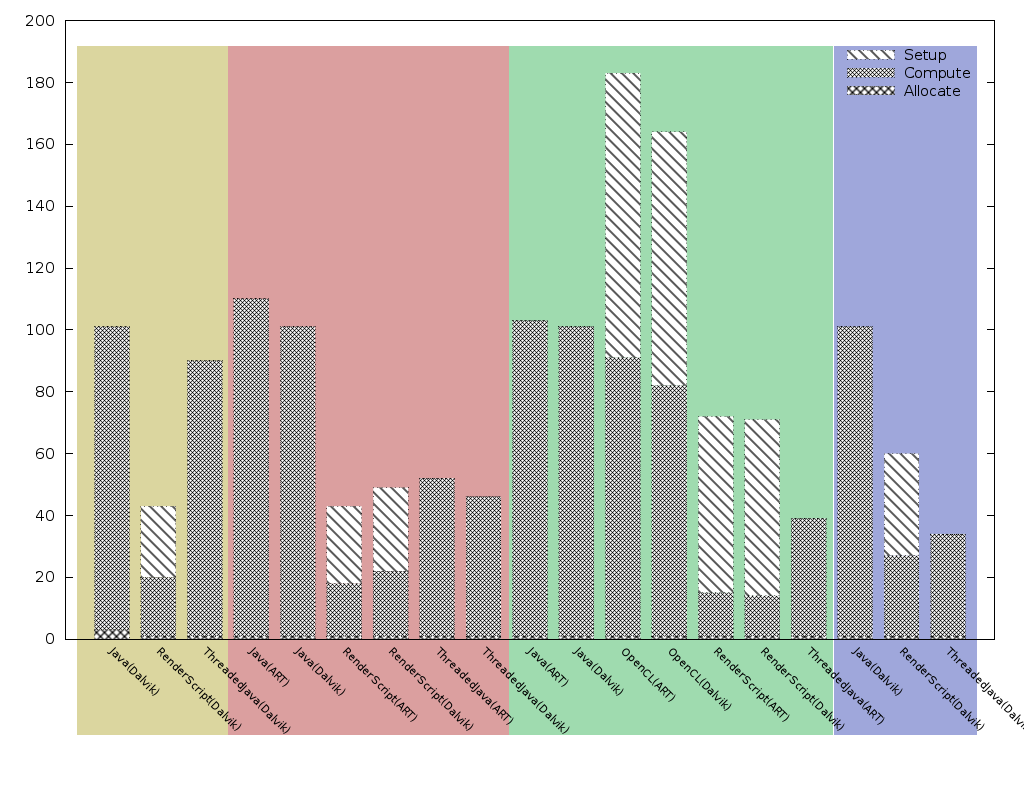 200
180
160
140
120
100
80
60
40
20
0
Setup
Compute
Allocate
Java(Dalvik)
RenderScript(Dalvik)
ThreadedJava(Dalvik)
Java(ART)
Java(Dalvik)
RenderScript(ART)
RenderScript(Dalvik)
ThreadedJava(ART)
ThreadedJava(Dalvik)
Java(ART)
Java(Dalvik)
OpenCL(ART)
OpenCL(Dalvik)
RenderScript(ART)
RenderScript(Dalvik)
ThreadedJava(ART)
Java(Dalvik)
RenderScript(Dalvik)
ThreadedJava(Dalvik)